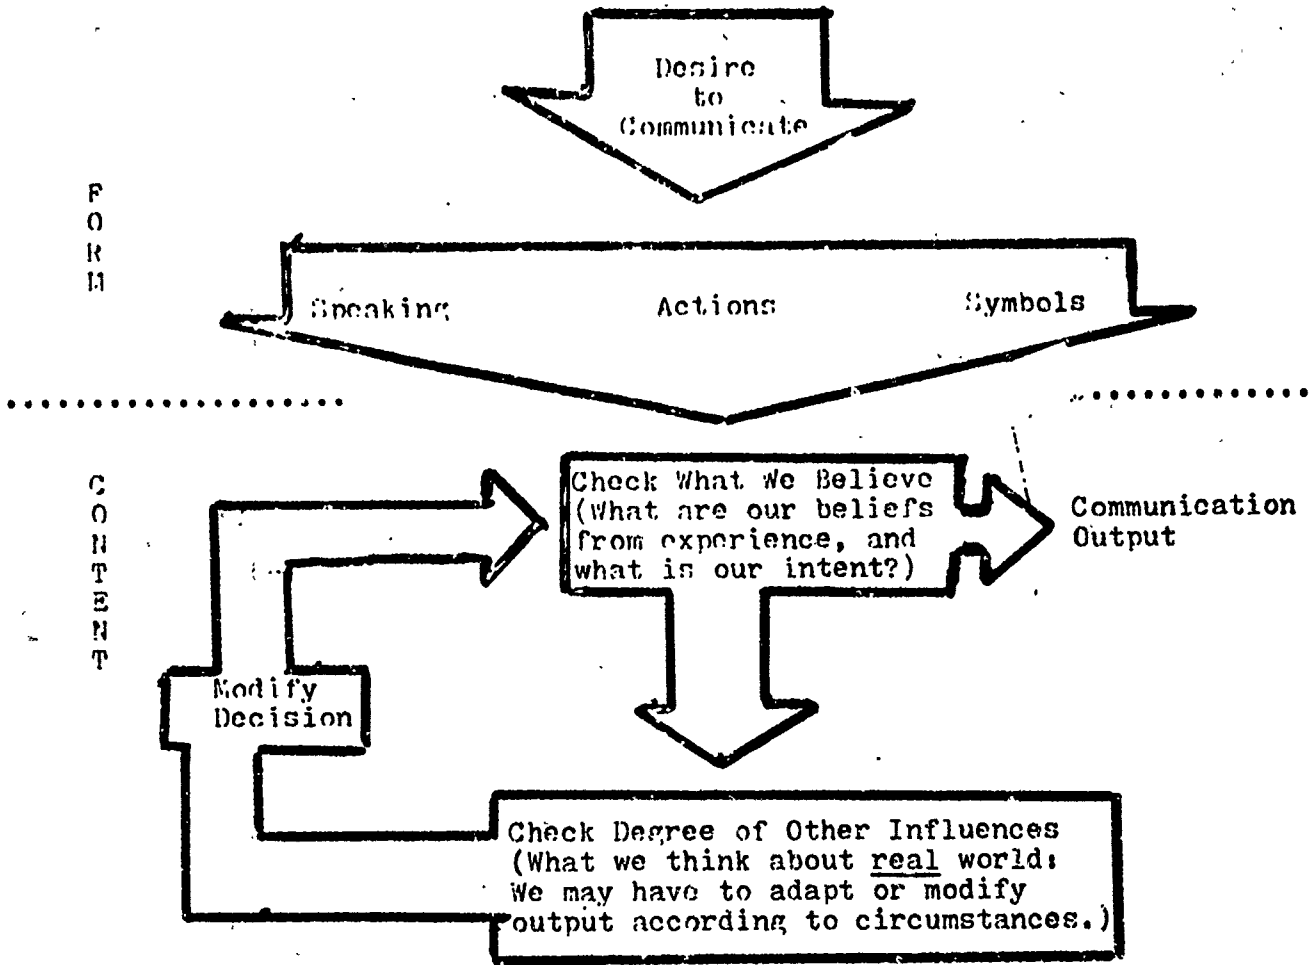 Desire
to
Communicate
FORM
Speaking Actions Symbols
CONTENT
Check What We Believe
(What are our beliefs
from experience, and
what is our intent?)
Communication
Output
Modify
Decision
Check Degree of Other Influences
(What we think about real world:
We may have to adapt or modify
output according to circumstances.)